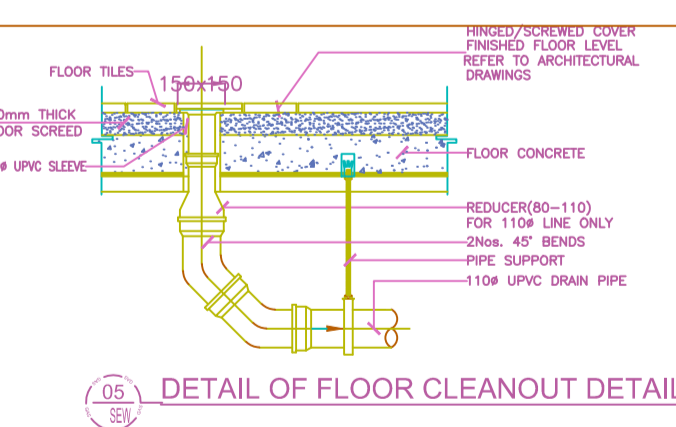 HINGED/SCREWED COVER
FINISHED FLOOR LEVEL
REFER TO ARCHITECTURAL
DRAWINGS
FLOOR TILES
150x150
0mm THICK
OOR SCREED
ø UPVC SLEEVE
FLOOR CONCRETE
REDUCER(80-110)
FOR 110ø LINE ONLY
2Nos. 45° BENDS
PIPE SUPPORT
110ø UPVC DRAIN PIPE
05
SEW
DETAIL OF FLOOR CLEANOUT DETAIL